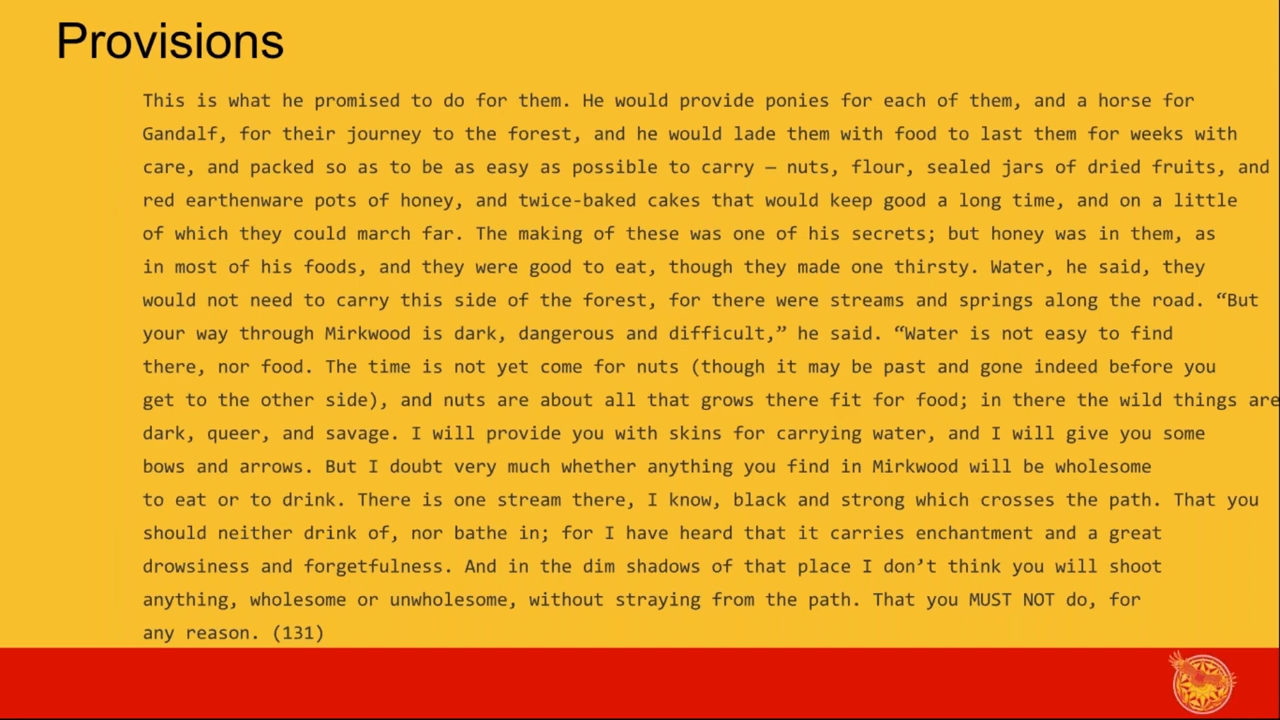 Provisions
This is what he promised to do for them. He would provide ponies for each of them, and a horse for
Gandalf, for their journey to the forest, and he would lade them with food to last them for weeks with
care, and packed so as to be as easy as possible to carry — nuts, flour, sealed jars of dried fruits, and
red earthenware pots of honey, and twice-baked cakes that would keep good a long time, and on a little
of which they could march far. The making of these was one of his secrets; but honey was in them, as
in most of his foods, and they were good to eat, though they made one thirsty. Water, he said, they
would not need to carry this side of the forest, for there were streams and springs along the road. “But
your way through Mirkwood is dark, dangerous and difficult,” he said. “Water is not easy to find
there, nor food. The time is not yet come for nuts (though it may be past and gone indeed before you
get to the other side), and nuts are about all that grows there fit for food; in there the wild things are
dark, queer, and savage. I will provide you with skins for carrying water, and I will give you some
bows and arrows. But I doubt very much whether anything you find in Mirkwood will be wholesome
to eat or to drink. There is one stream there, I know, black and strong which crosses the path. That you
should neither drink of, nor bathe in; for I have heard that it carries enchantment and a great
drowsiness and forgetfulness. And in the dim shadows of that place I don’t think you will shoot
anything, wholesome or unwholesome, without straying from the path. That you MUST NOT do, for
any reason. (131)